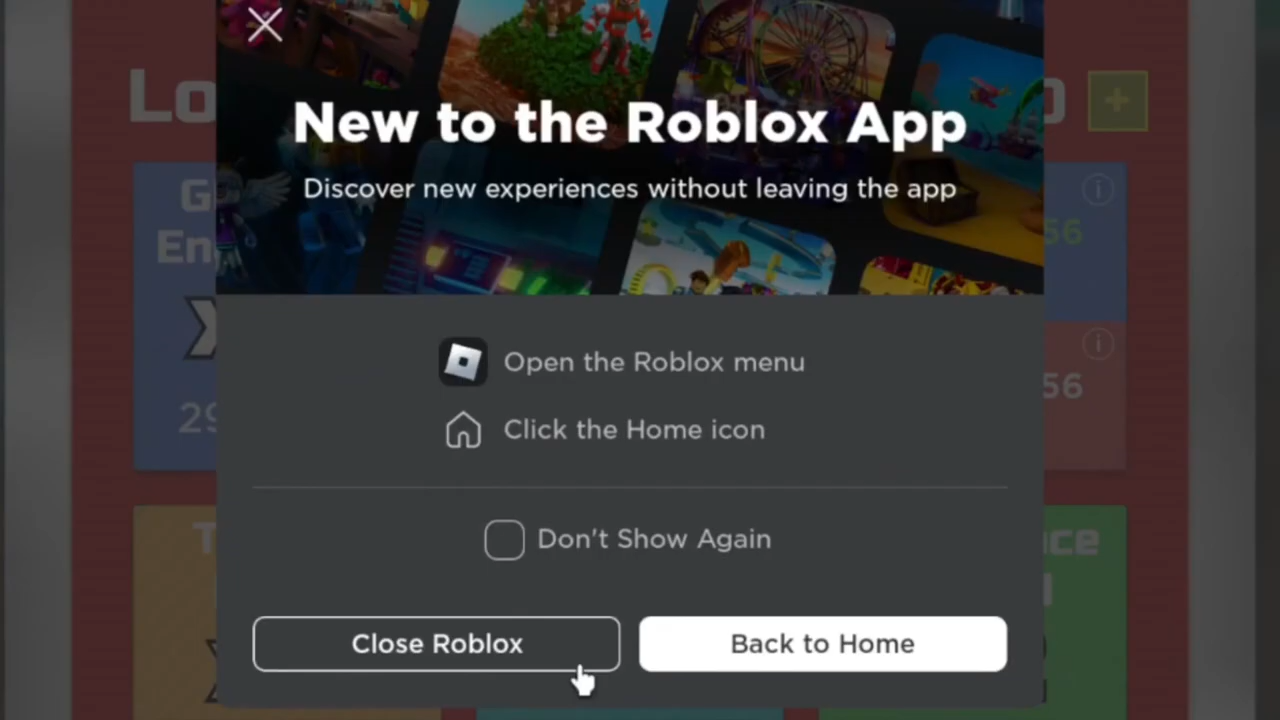 New to the Roblox App
Discover new experiences without leaving the app
Open the Roblox menu
Click the Home icon
Don't Show Again
Close Roblox
Back to Home